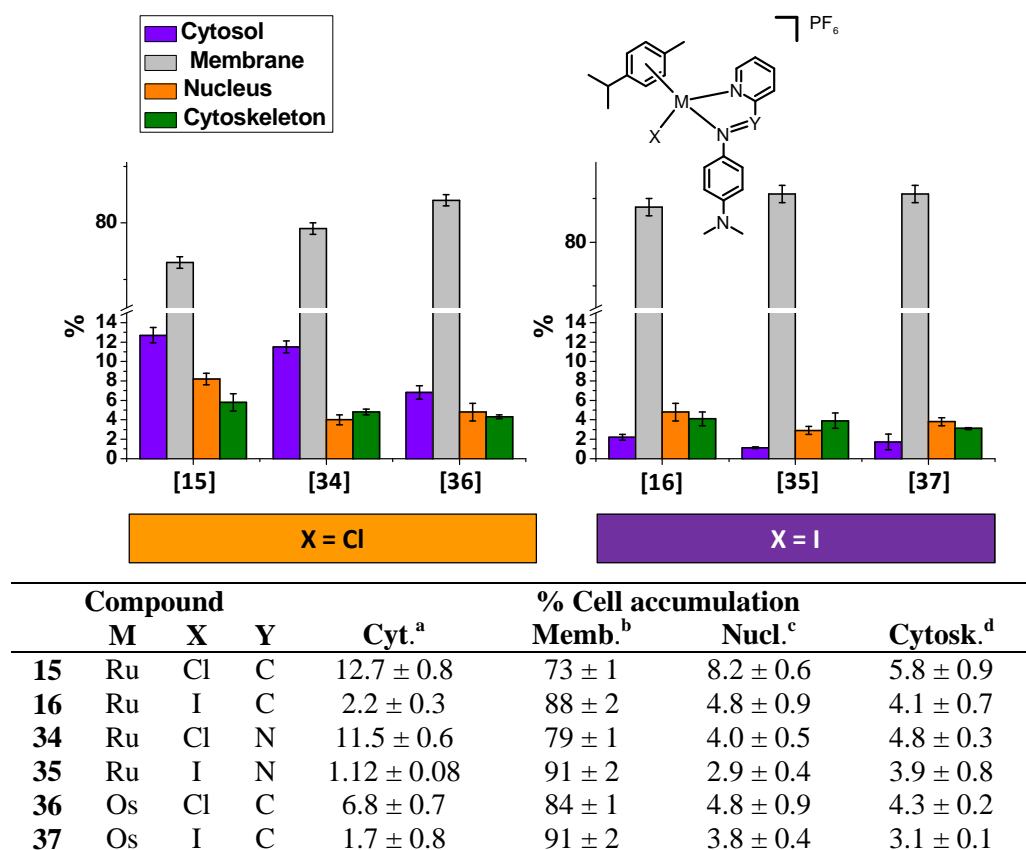 Cytosol
Membrane
Nucleus
Cytoskeleton
PF6
M
N
X
N
Y
N
%
80
14
12
10
8
6
4
2
0
[15] [34] [36]
X = Cl
%
80
14
12
10
8
6
4
2
0
[16] [35] [37]
X = I
Compound % Cell accumulation
M X Y Cyt.a Memb.b Nucl.c Cytosk.d
15 Ru Cl C 12.7 ± 0.8 73 ± 1 8.2 ± 0.6 5.8 ± 0.9
16 Ru I C 2.2 ± 0.3 88 ± 2 4.8 ± 0.9 4.1 ± 0.7
34 Ru Cl N 11.5 ± 0.6 79 ± 1 4.0 ± 0.5 4.8 ± 0.3
35 Ru I N 1.12 ± 0.08 91 ± 2 2.9 ± 0.4 3.9 ± 0.8
36 Os Cl C 6.8 ± 0.7 84 ± 1 4.8 ± 0.9 4.3 ± 0.2
37 Os I C 1.7 ± 0.8 91 ± 2 3.8 ± 0.4 3.1 ± 0.1